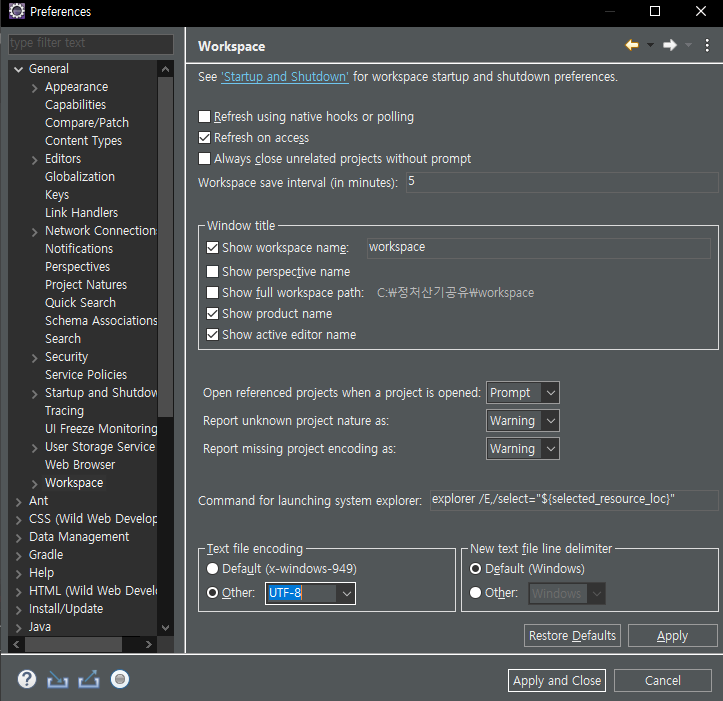 Preferences
type filter text
General
Appearance
Capabilities
Compare/Patch
Content Types
Editors
Globalization
Keys
Link Handlers
Network Connection
Notifications
Perspectives
Project Natures
Quick Search
Schema Associations
Search
Security
Service Policies
Startup and Shutdow
Tracing
UI Freeze Monitoring
User Storage Service
Web Browser
Workspace
Ant
CSS (Wild Web Develop
Data Management
Gradle
Help
HTML (Wild Web Devel
Install/Update
Java
Workspace
See 'Startup and Shutdown' for workspace startup and shutdown preferences.
Refresh using native hooks or polling
Refresh on access
Always close unrelated projects without prompt
Workspace save interval (in minutes): 5
Window title
Show workspace name: workspace
Show perspective name
Show full workspace path: C:₩정처산기공유₩workspace
Show product name
Show active editor name
Open referenced projects when a project is opened: Prompt
Report unknown project nature as: Warning
Report missing project encoding as: Warning
Command for launching system explorer: explorer /E,/select="${selected_resource_loc}"
Text file encoding
Default (x-windows-949)
Other: UTF-8
New text file line delimiter
Default (Windows)
Other: Windows
Restore Defaults Apply
Apply and Close Cancel